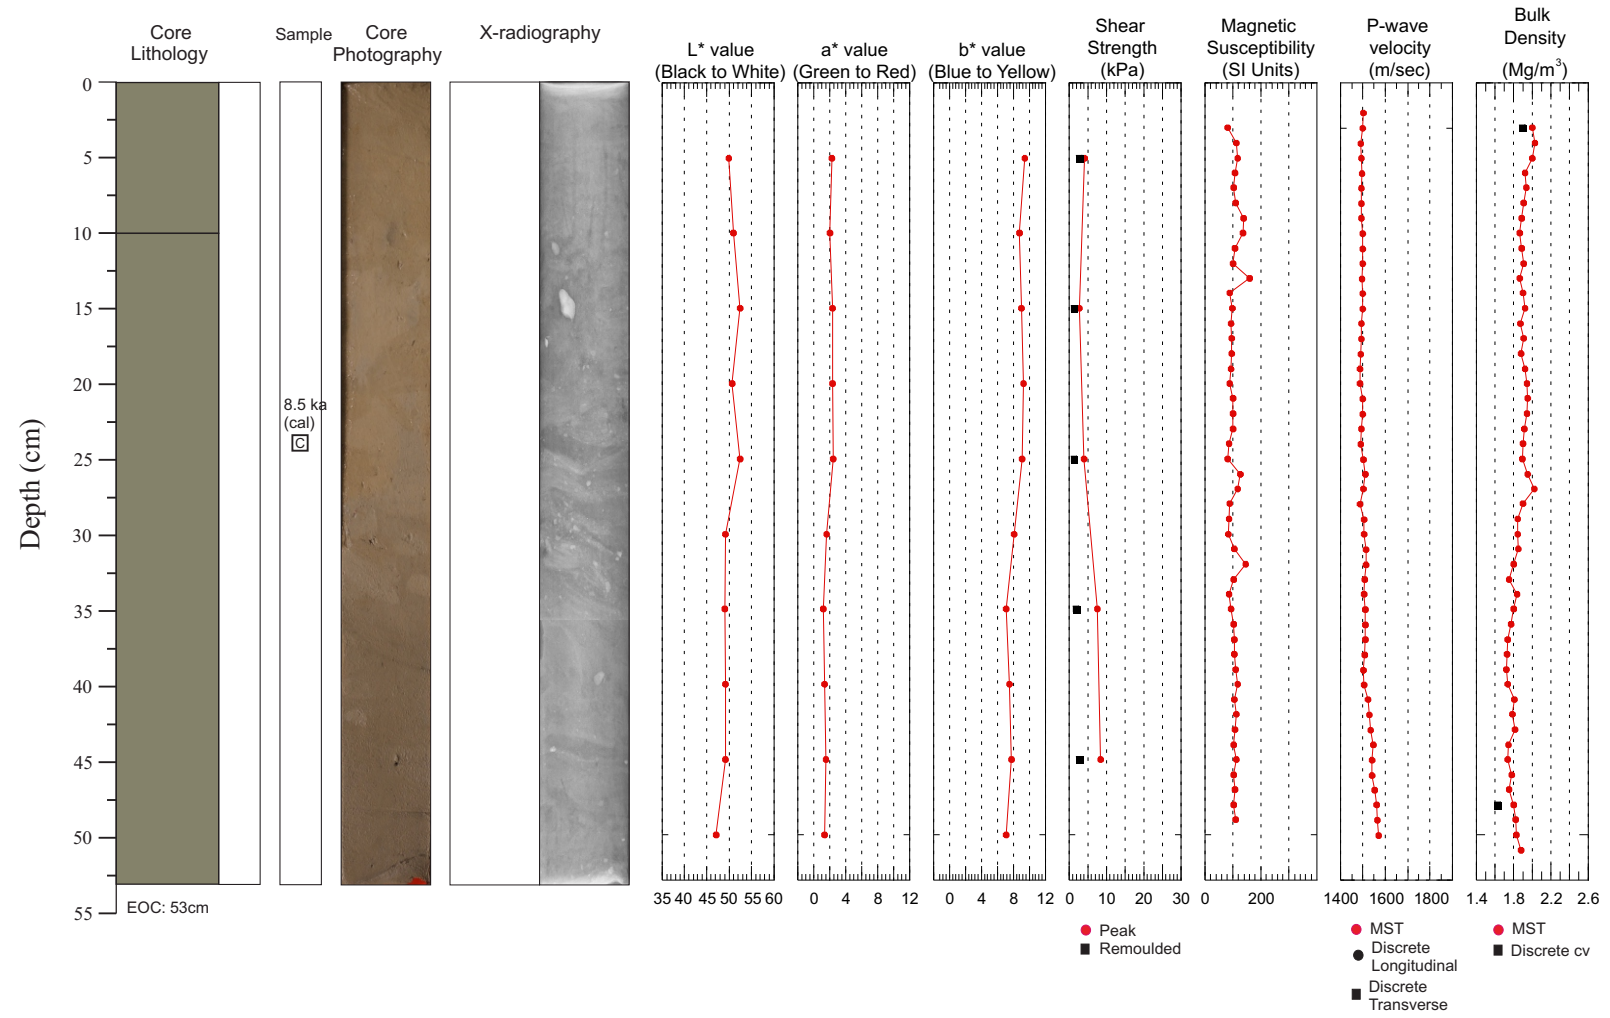 Core
Lithology
Sample
Core
Photography
X-radiography
L* value
(Black to White)
a* value
(Green to Red)
b* value
(Blue to Yellow)
Shear
Strength
(kPa)
Magnetic
Susceptibility
(SI Units)
P-wave
velocity
(m/sec)
Bulk
Density
(Mg/m³)
Depth (cm)
0
5
10
15
20
25
30
35
40
45
50
55
8.5 ka
(cal)
C
EOC: 53cm
35 40 45 50 55 60
0 4 8 12
0 4 8 12
0 10 20 30
0 200
1400 1600 1800
1.4 1.8 2.2 2.6
Peak
Remoulded
MST
Discrete
Longitudinal
Discrete
Transverse
MST
Discrete cv